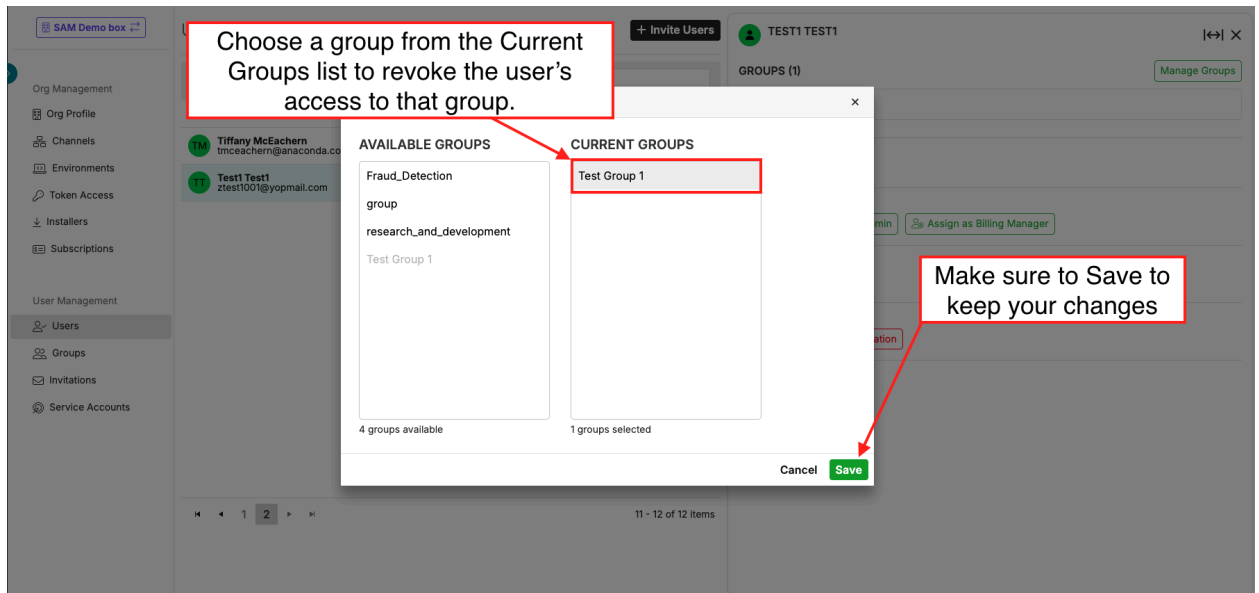 SAM Demo box
Choose a group from the Current
Groups list to revoke the user's
access to that group.
+ Invite Users
TEST1 TEST1
GROUPS (1)
Manage Groups
Org Management
Org Profile
Channels
Environments
Token Access
Installers
Subscriptions
User Management
Users
Groups
Invitations
Service Accounts
TM
Tiffany McEachern
tmceachern@anaconda.co
TT
Test1 Test1
ztest1001@yopmail.com
AVAILABLE GROUPS
Fraud_Detection
group
research_and_development
Test Group 1
4 groups available
CURRENT GROUPS
Test Group 1
1 groups selected
Cancel
Save
min
Assign as Billing Manager
Make sure to Save to
keep your changes
ation
1 2
11 - 12 of 12 items